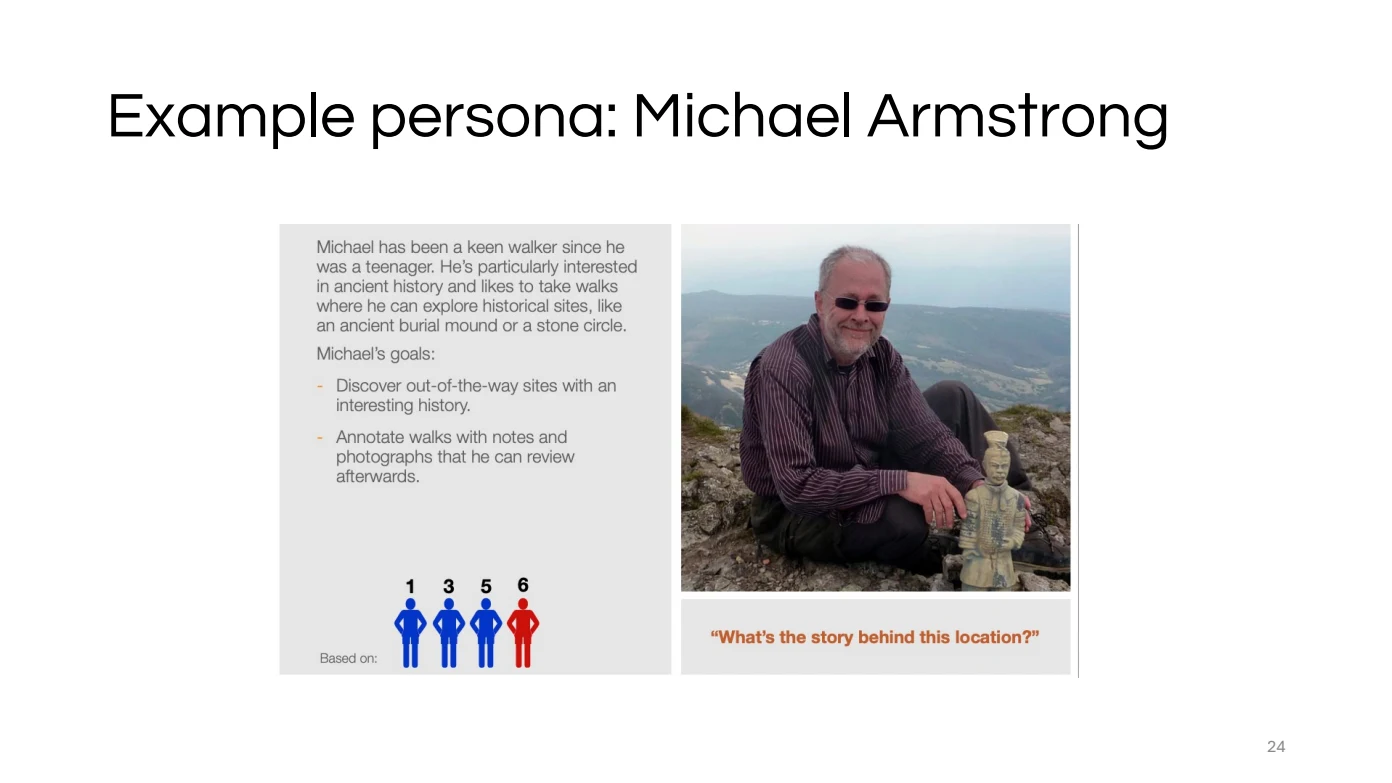 Example persona: Michael Armstrong
Michael has been a keen walker since he
was a teenager. He’s particularly interested
in ancient history and likes to take walks
where he can explore historical sites, like
an ancient burial mound or a stone circle.
Michael’s goals:
- Discover out-of-the-way sites with an
interesting history.
- Annotate walks with notes and
photographs that he can review
afterwards.
1 3 5 6
Based on:
“What’s the story behind this location?”
24